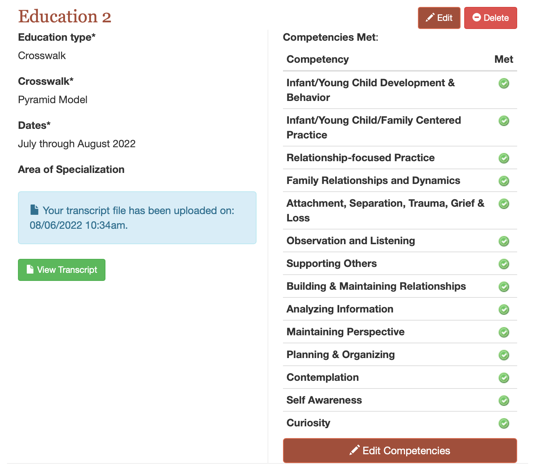 Education 2
Edit
Delete
Education type*
Crosswalk
Crosswalk*
Pyramid Model
Dates*
July through August 2022
Area of Specialization
Your transcript file has been uploaded on:
08/06/2022 10:34am.
View Transcript
Competencies Met:
Competency Met
Infant/Young Child Development &
Behavior
Infant/Young Child/Family Centered
Practice
Relationship-focused Practice
Family Relationships and Dynamics
Attachment, Separation, Trauma, Grief &
Loss
Observation and Listening
Supporting Others
Building & Maintaining Relationships
Analyzing Information
Maintaining Perspective
Planning & Organizing
Contemplation
Self Awareness
Curiosity
Edit Competencies